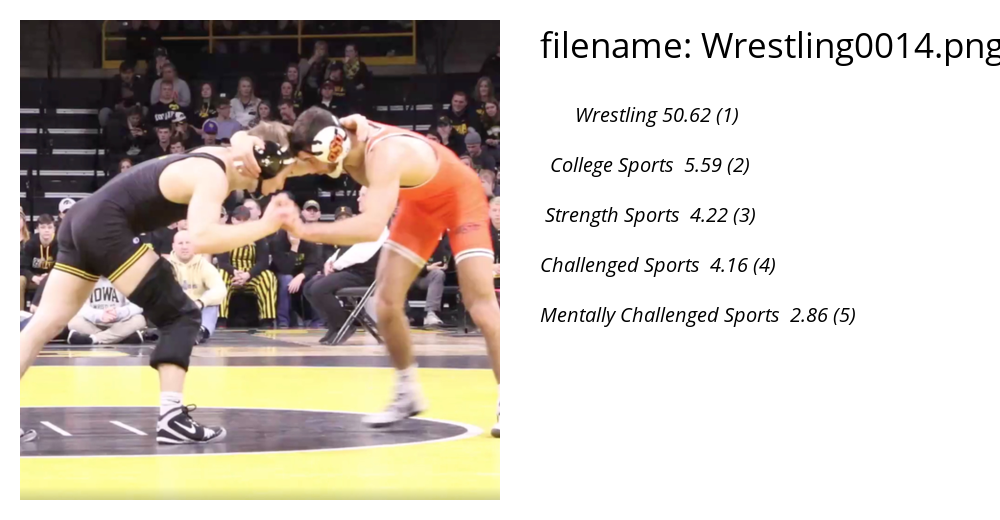 filename: Wrestling0014.png
Wrestling 50.62 (1)
College Sports 5.59 (2)
Strength Sports 4.22 (3)
Challenged Sports 4.16 (4)
Mentally Challenged Sports 2.86 (5)
IOWA